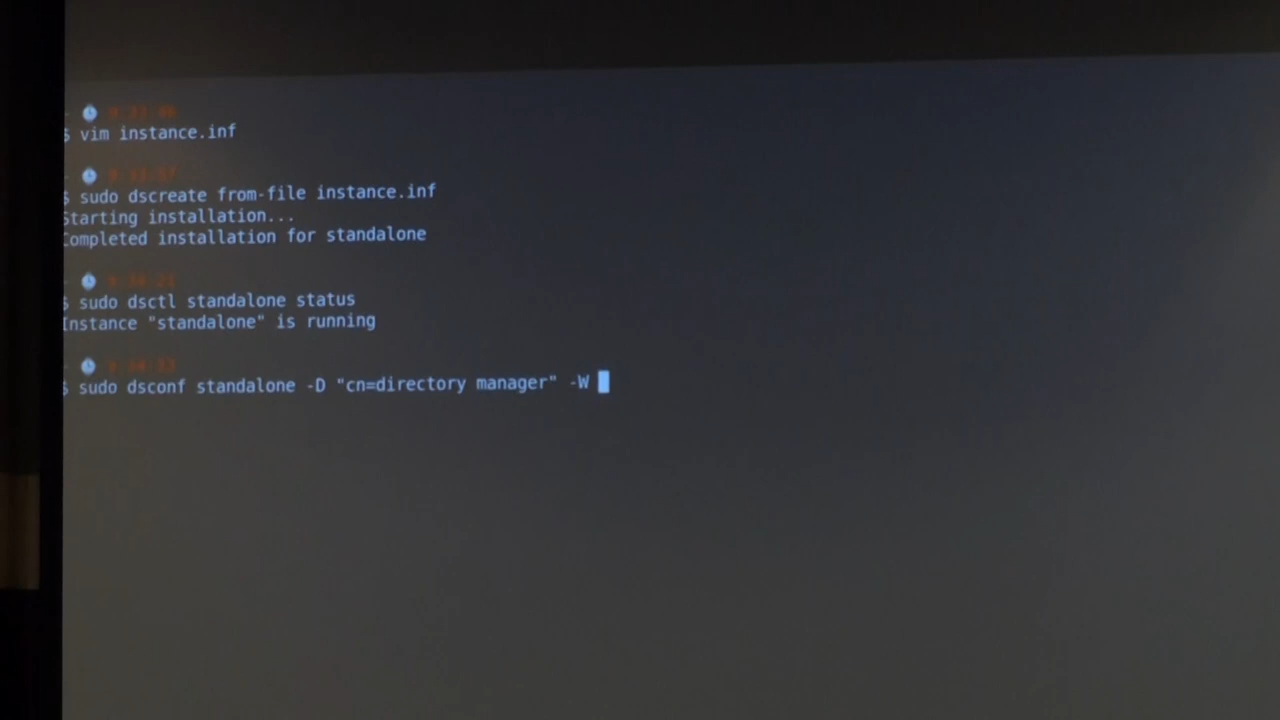 $ vim instance.inf
$ sudo dscreate from-file instance.inf
Starting installation...
Completed installation for standalone
$ sudo dsctl standalone status
Instance "standalone" is running
$ sudo dsconf standalone -D "cn=directory manager" -W